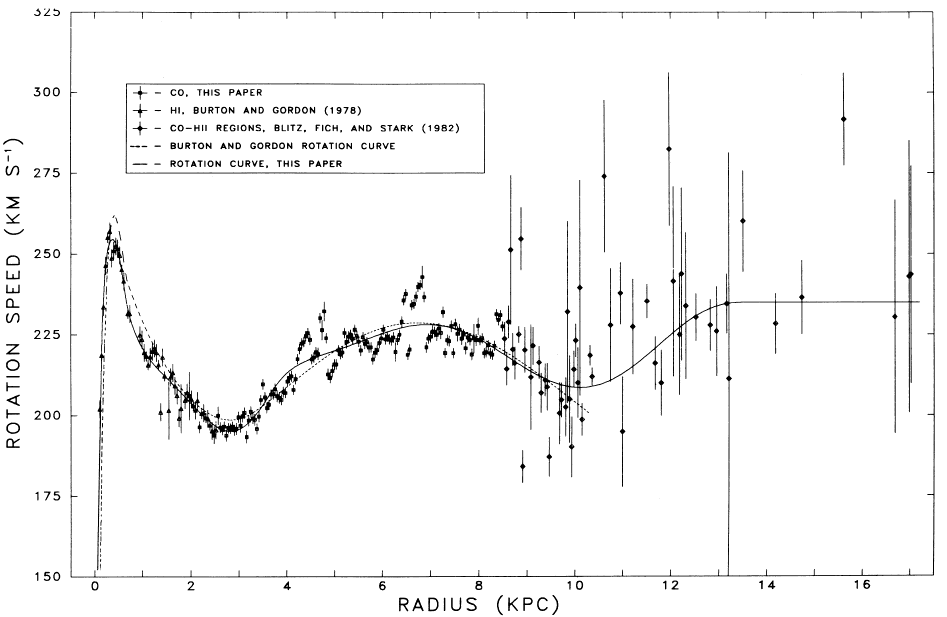 325
300
275
250
225
200
175
150
ROTATION SPEED (KM S⁻¹)
■ – CO, THIS PAPER
▲ – HI, BURTON AND GORDON (1978)
◆ – CO–HII REGIONS, BLITZ, FICH, AND STARK (1982)
---- – BURTON AND GORDON ROTATION CURVE
—— – ROTATION CURVE, THIS PAPER
0 2 4 6 8 10 12 14 16
RADIUS (KPC)